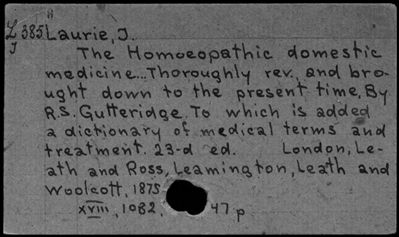 R
L 385 Laurie, J.
J
The Homoeopathic domestic
medicine... Thoroughly rev. and bro-
ught down to the present time, By
R.S. Gutteridge. To which is added
a dictionary of medical terms and
treatment. 23-d ed. London, Le-
ath and Ross, Leamington, Leath and
Woolcott, 1875
XVIII, 1082, 47 p